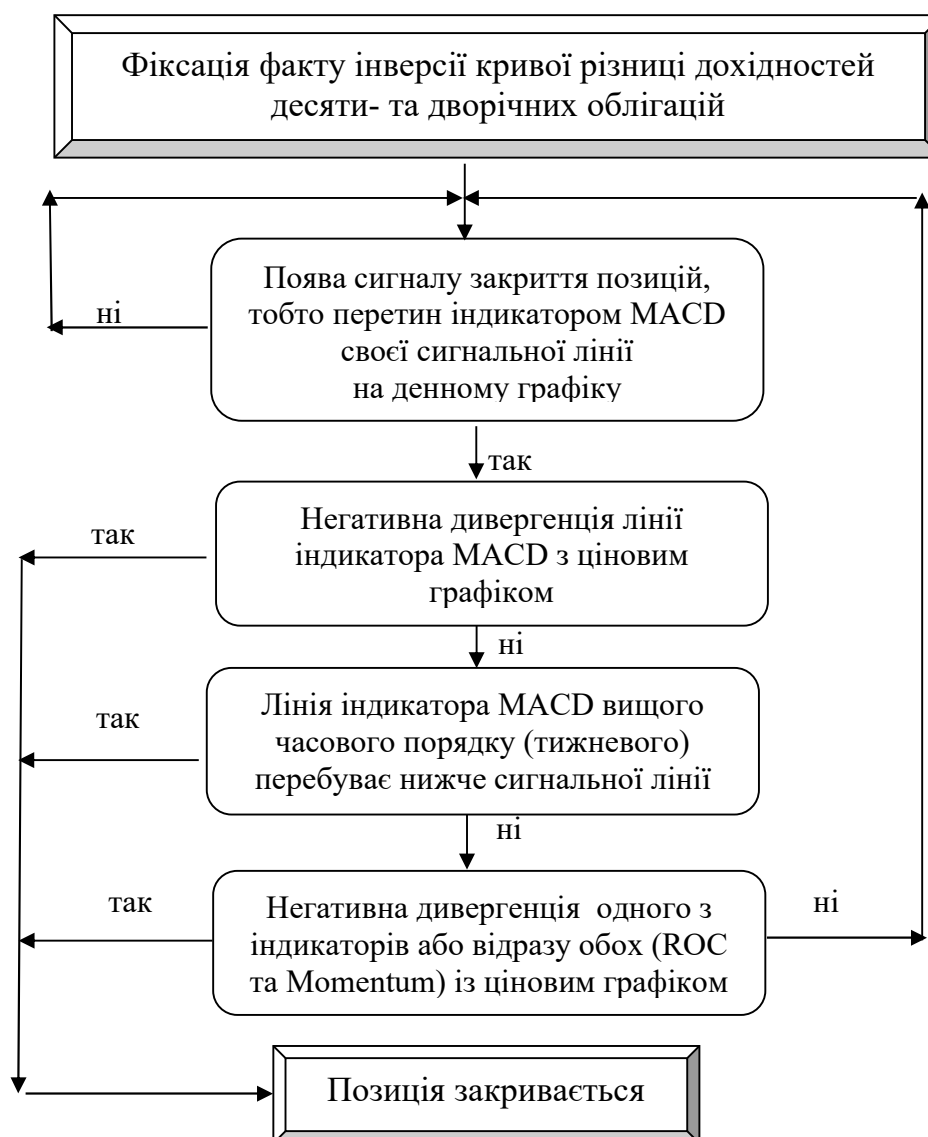 Фіксація факту інверсії кривої різниці дохідностей
десяти- та дворічних облігацій
Поява сигналу закриття позицій,
тобто перетин індикатором MACD
своєї сигнальної лінії
на денному графіку
ні
так
Негативна дивергенція лінії
індикатора MACD з ціновим
графіком
так
ні
Лінія індикатора MACD вищого
часового порядку (тижневого)
перебуває нижче сигнальної лінії
так
ні
Негативна дивергенція одного з
індикаторів або відразу обох (ROC
та Momentum) із ціновим графіком
так
ні
Позиція закривається